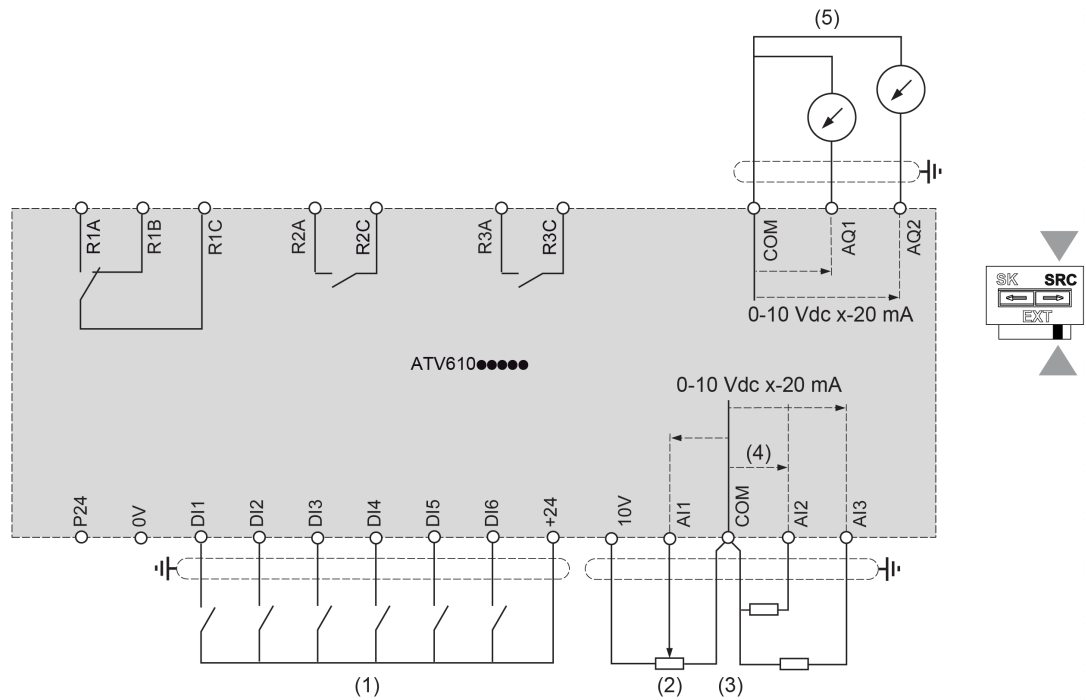 (5)
R1A
R1B
R1C
R2A
R2C
R3A
R3C
COM
AQ1
AQ2
SK SRC
EXT
0-10 Vdc x-20 mA
ATV610●●●●●
0-10 Vdc x-20 mA
(4)
P24
0V
DI1
DI2
DI3
DI4
DI5
DI6
+24
10V
AI1
COM
AI2
AI3
(1)
(2)
(3)